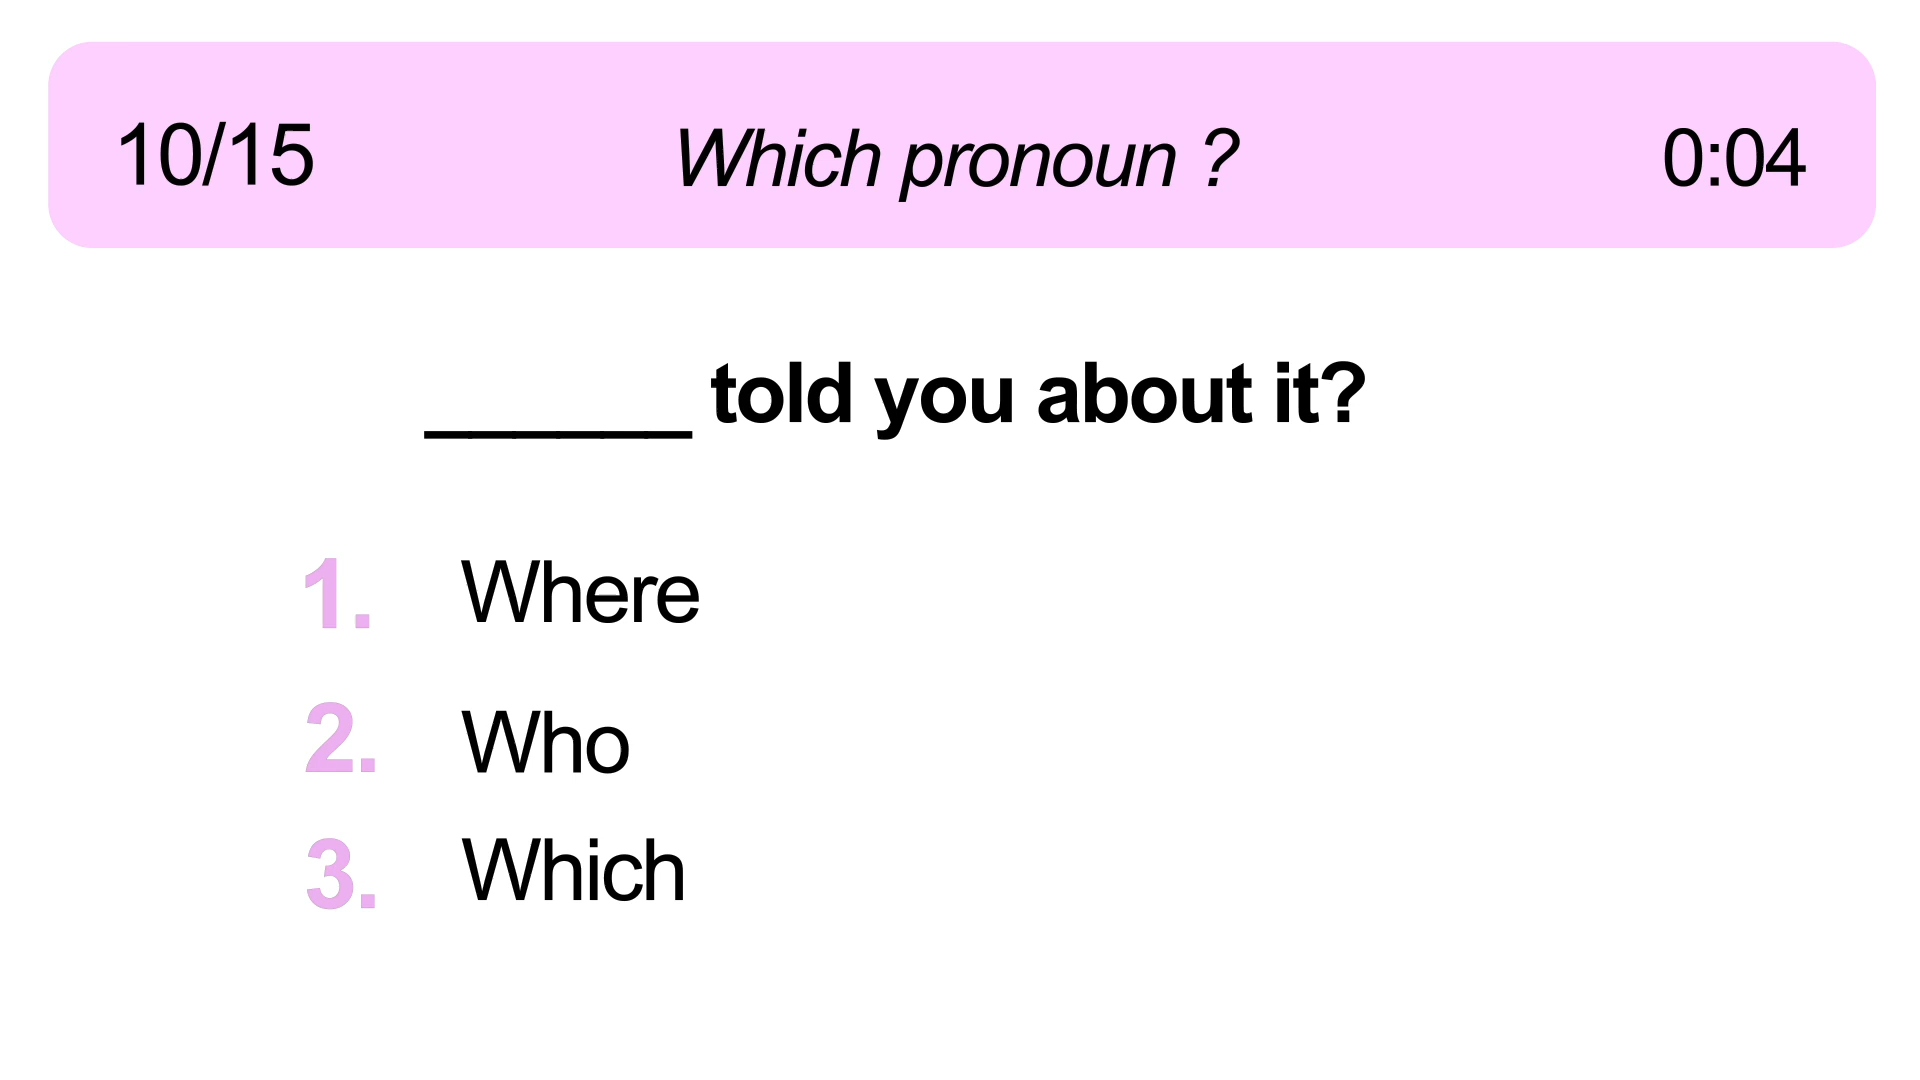 10/15 Which pronoun ? 0:04
______ told you about it?
1. Where
2. Who
3. Which